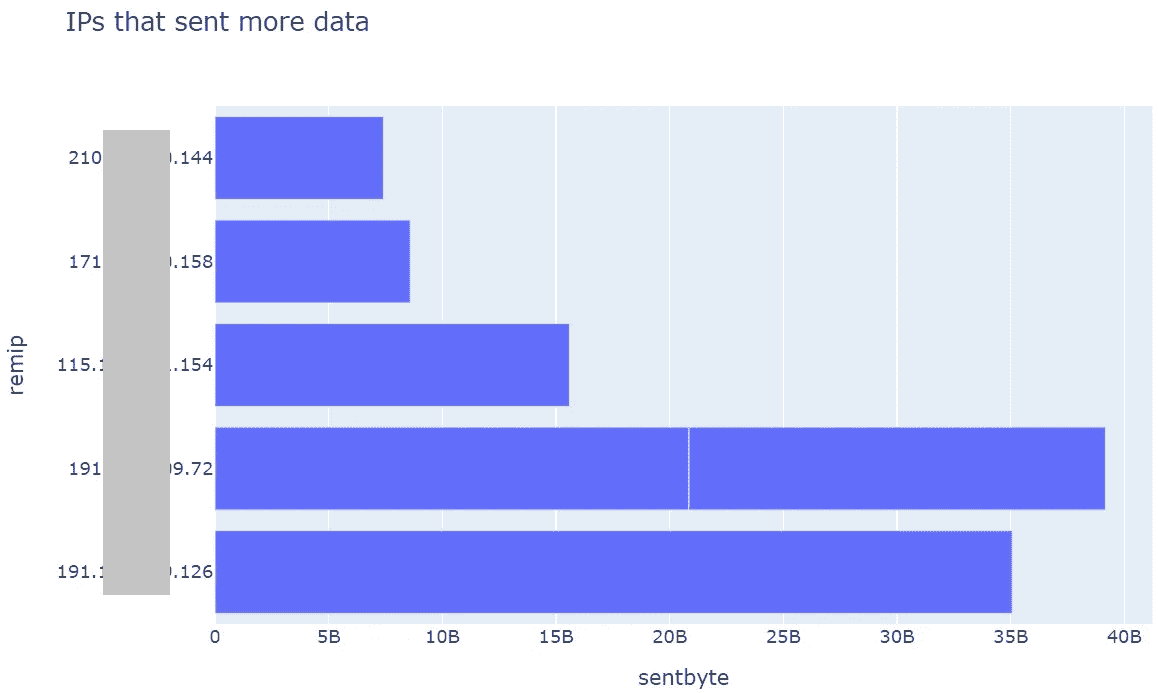 IPs that sent more data
remip
210 .144
171 .158
115. .154
191. 09.72
191.1 .126
0 5B 10B 15B 20B 25B 30B 35B 40B
sentbyte